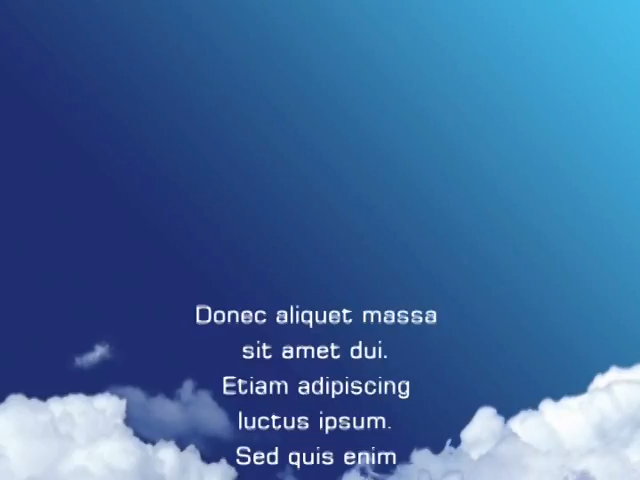 Donec aliquet massa
sit amet dui.
Etiam adipiscing
luctus ipsum.
Sed quis enim